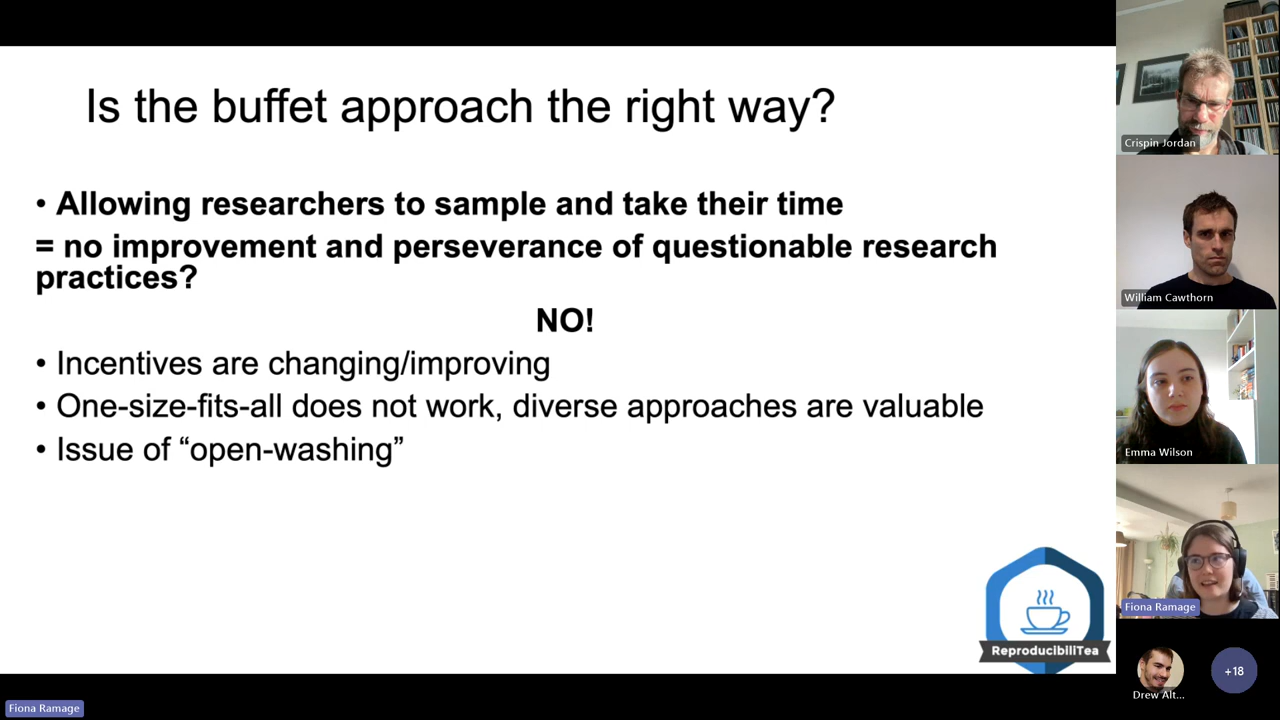 Is the buffet approach the right way?
• Allowing researchers to sample and take their time
= no improvement and perseverance of questionable research
practices?
NO!
• Incentives are changing/improving
• One-size-fits-all does not work, diverse approaches are valuable
• Issue of “open-washing”
ReproducibiliTea
Crispin Jordan
William Cawthorn
Emma Wilson
Fiona Ramage
Drew Alt...
+18
Fiona Ramage